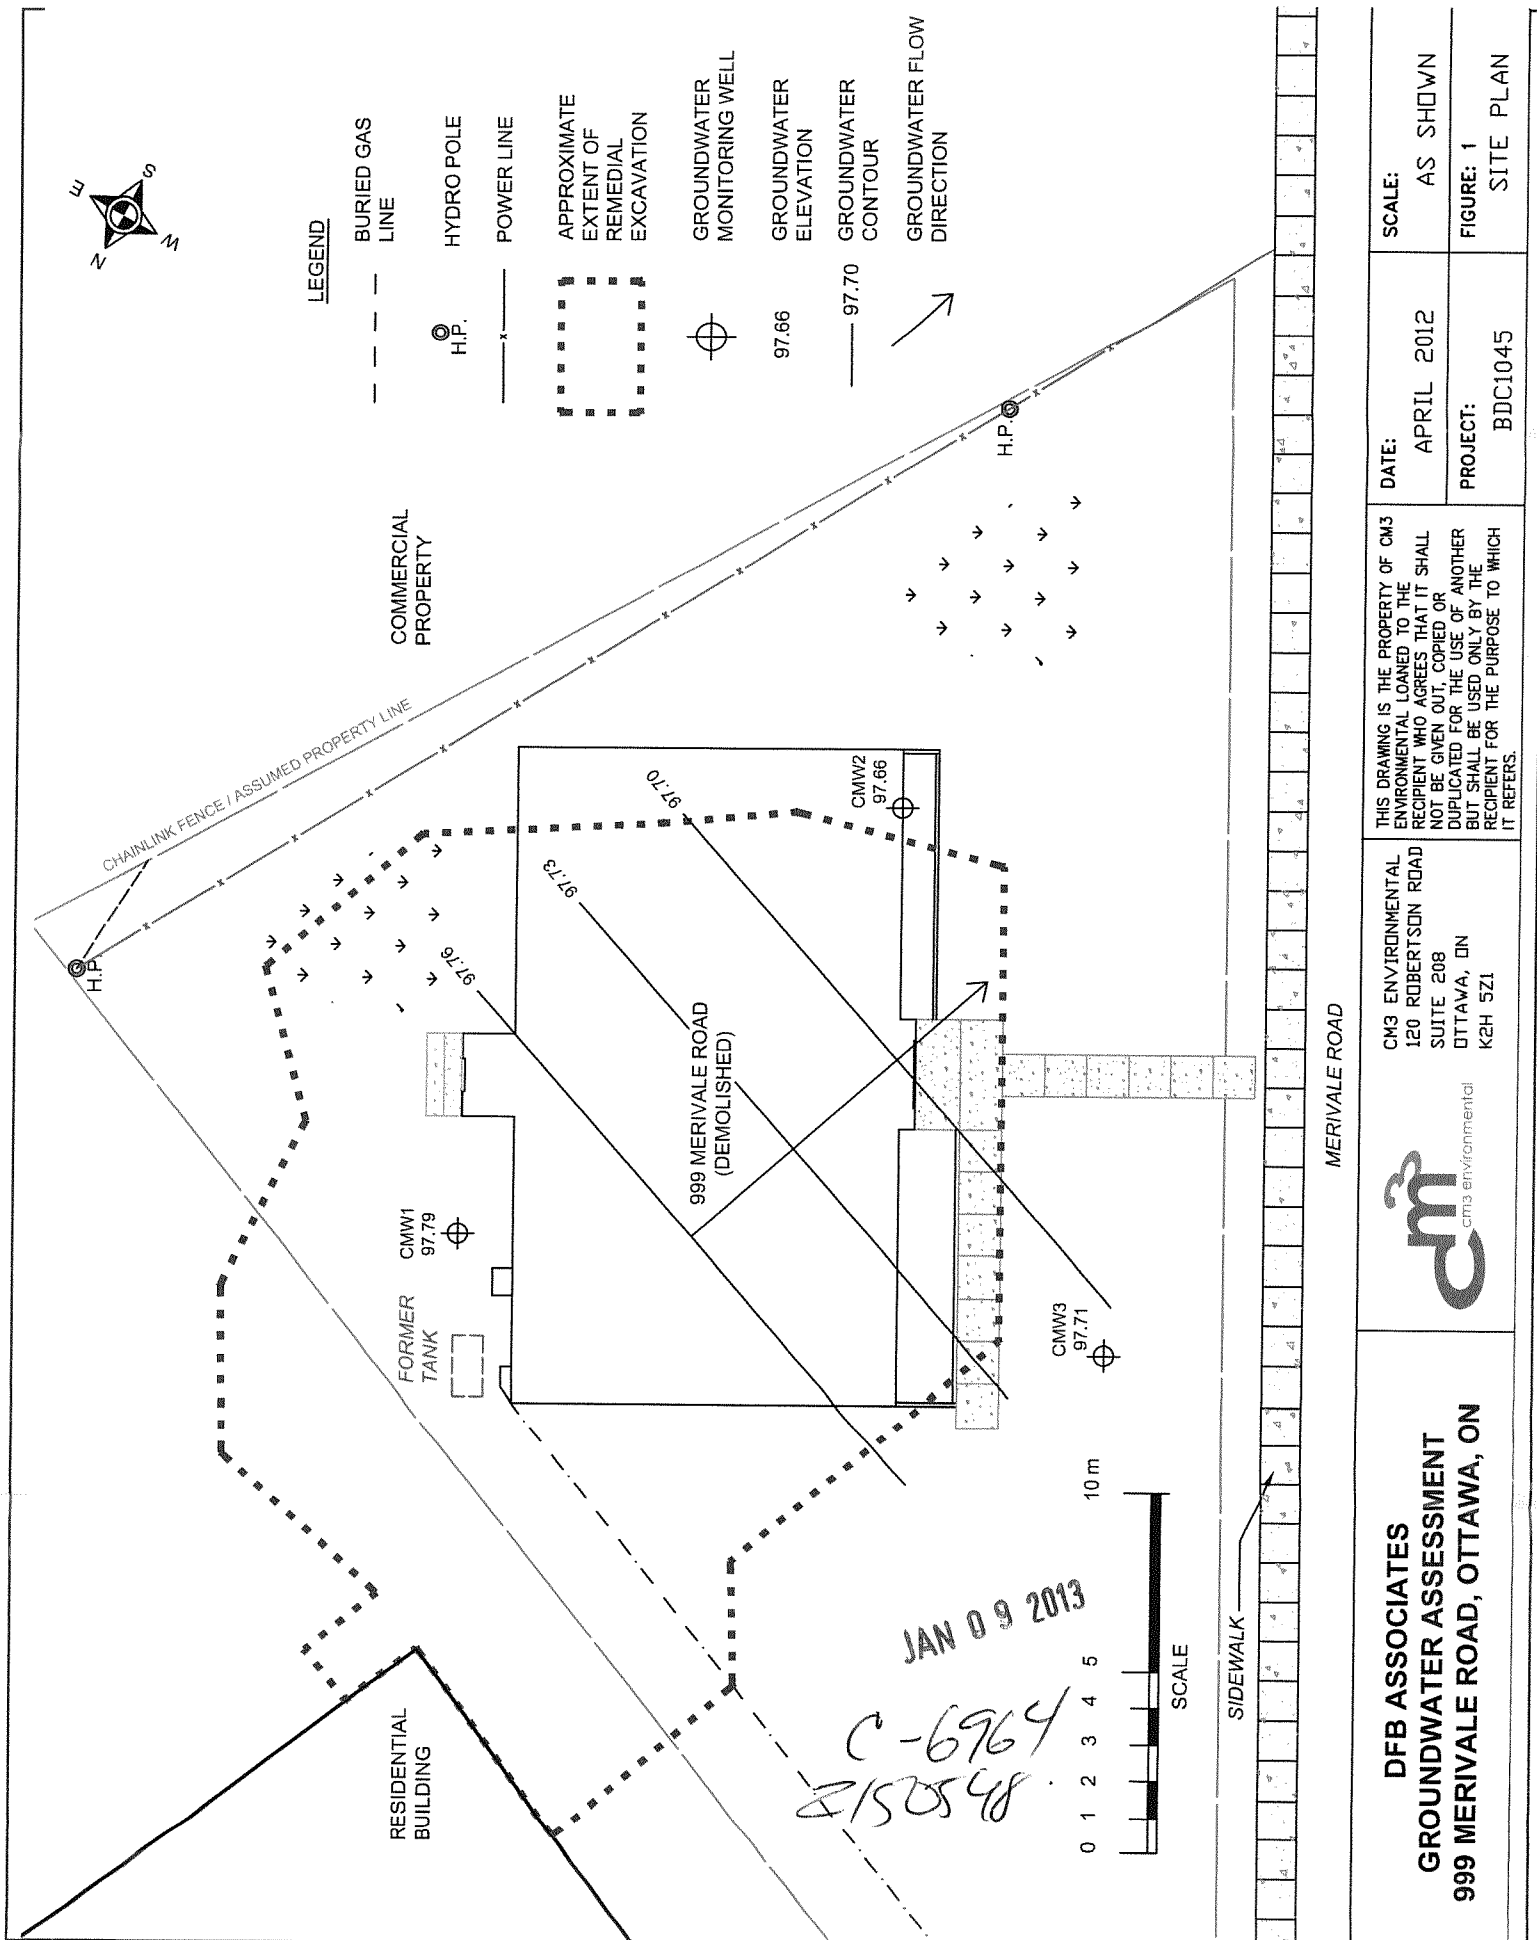 N
E
S
W
LEGEND
BURIED GAS
LINE
H.P.
HYDRO POLE
x
POWER LINE
APPROXIMATE
EXTENT OF
REMEDIAL
EXCAVATION
GROUNDWATER
MONITORING WELL
97.66
GROUNDWATER
ELEVATION
97.70
GROUNDWATER
CONTOUR
GROUNDWATER FLOW
DIRECTION
COMMERCIAL
PROPERTY
CHAINLINK FENCE / ASSUMED PROPERTY LINE
H.P.
H.P.
97.76
97.73
97.70
CMW2
97.66
CMW1
97.79
FORMER
TANK
999 MERIVALE ROAD
(DEMOLISHED)
CMW3
97.71
RESIDENTIAL
BUILDING
JAN 09 2013
C-6964
Z150548
0 1 2 3 4 5 10 m
SCALE
SIDEWALK
MERIVALE ROAD
DFB ASSOCIATES
GROUNDWATER ASSESSMENT
999 MERIVALE ROAD, OTTAWA, ON
cm3
cm3 environmental
CM3 ENVIRONMENTAL
120 ROBERTSON ROAD
SUITE 208
OTTAWA, ON
K2H 5Z1
THIS DRAWING IS THE PROPERTY OF CM3
ENVIRONMENTAL LOANED TO THE
RECIPIENT WHO AGREES THAT IT SHALL
NOT BE GIVEN OUT, COPIED OR
DUPLICATED FOR THE USE OF ANOTHER
BUT SHALL BE USED ONLY BY THE
RECIPIENT FOR THE PURPOSE TO WHICH
IT REFERS.
DATE:
APRIL 2012
SCALE:
AS SHOWN
PROJECT:
BDC1045
FIGURE: 1
SITE PLAN